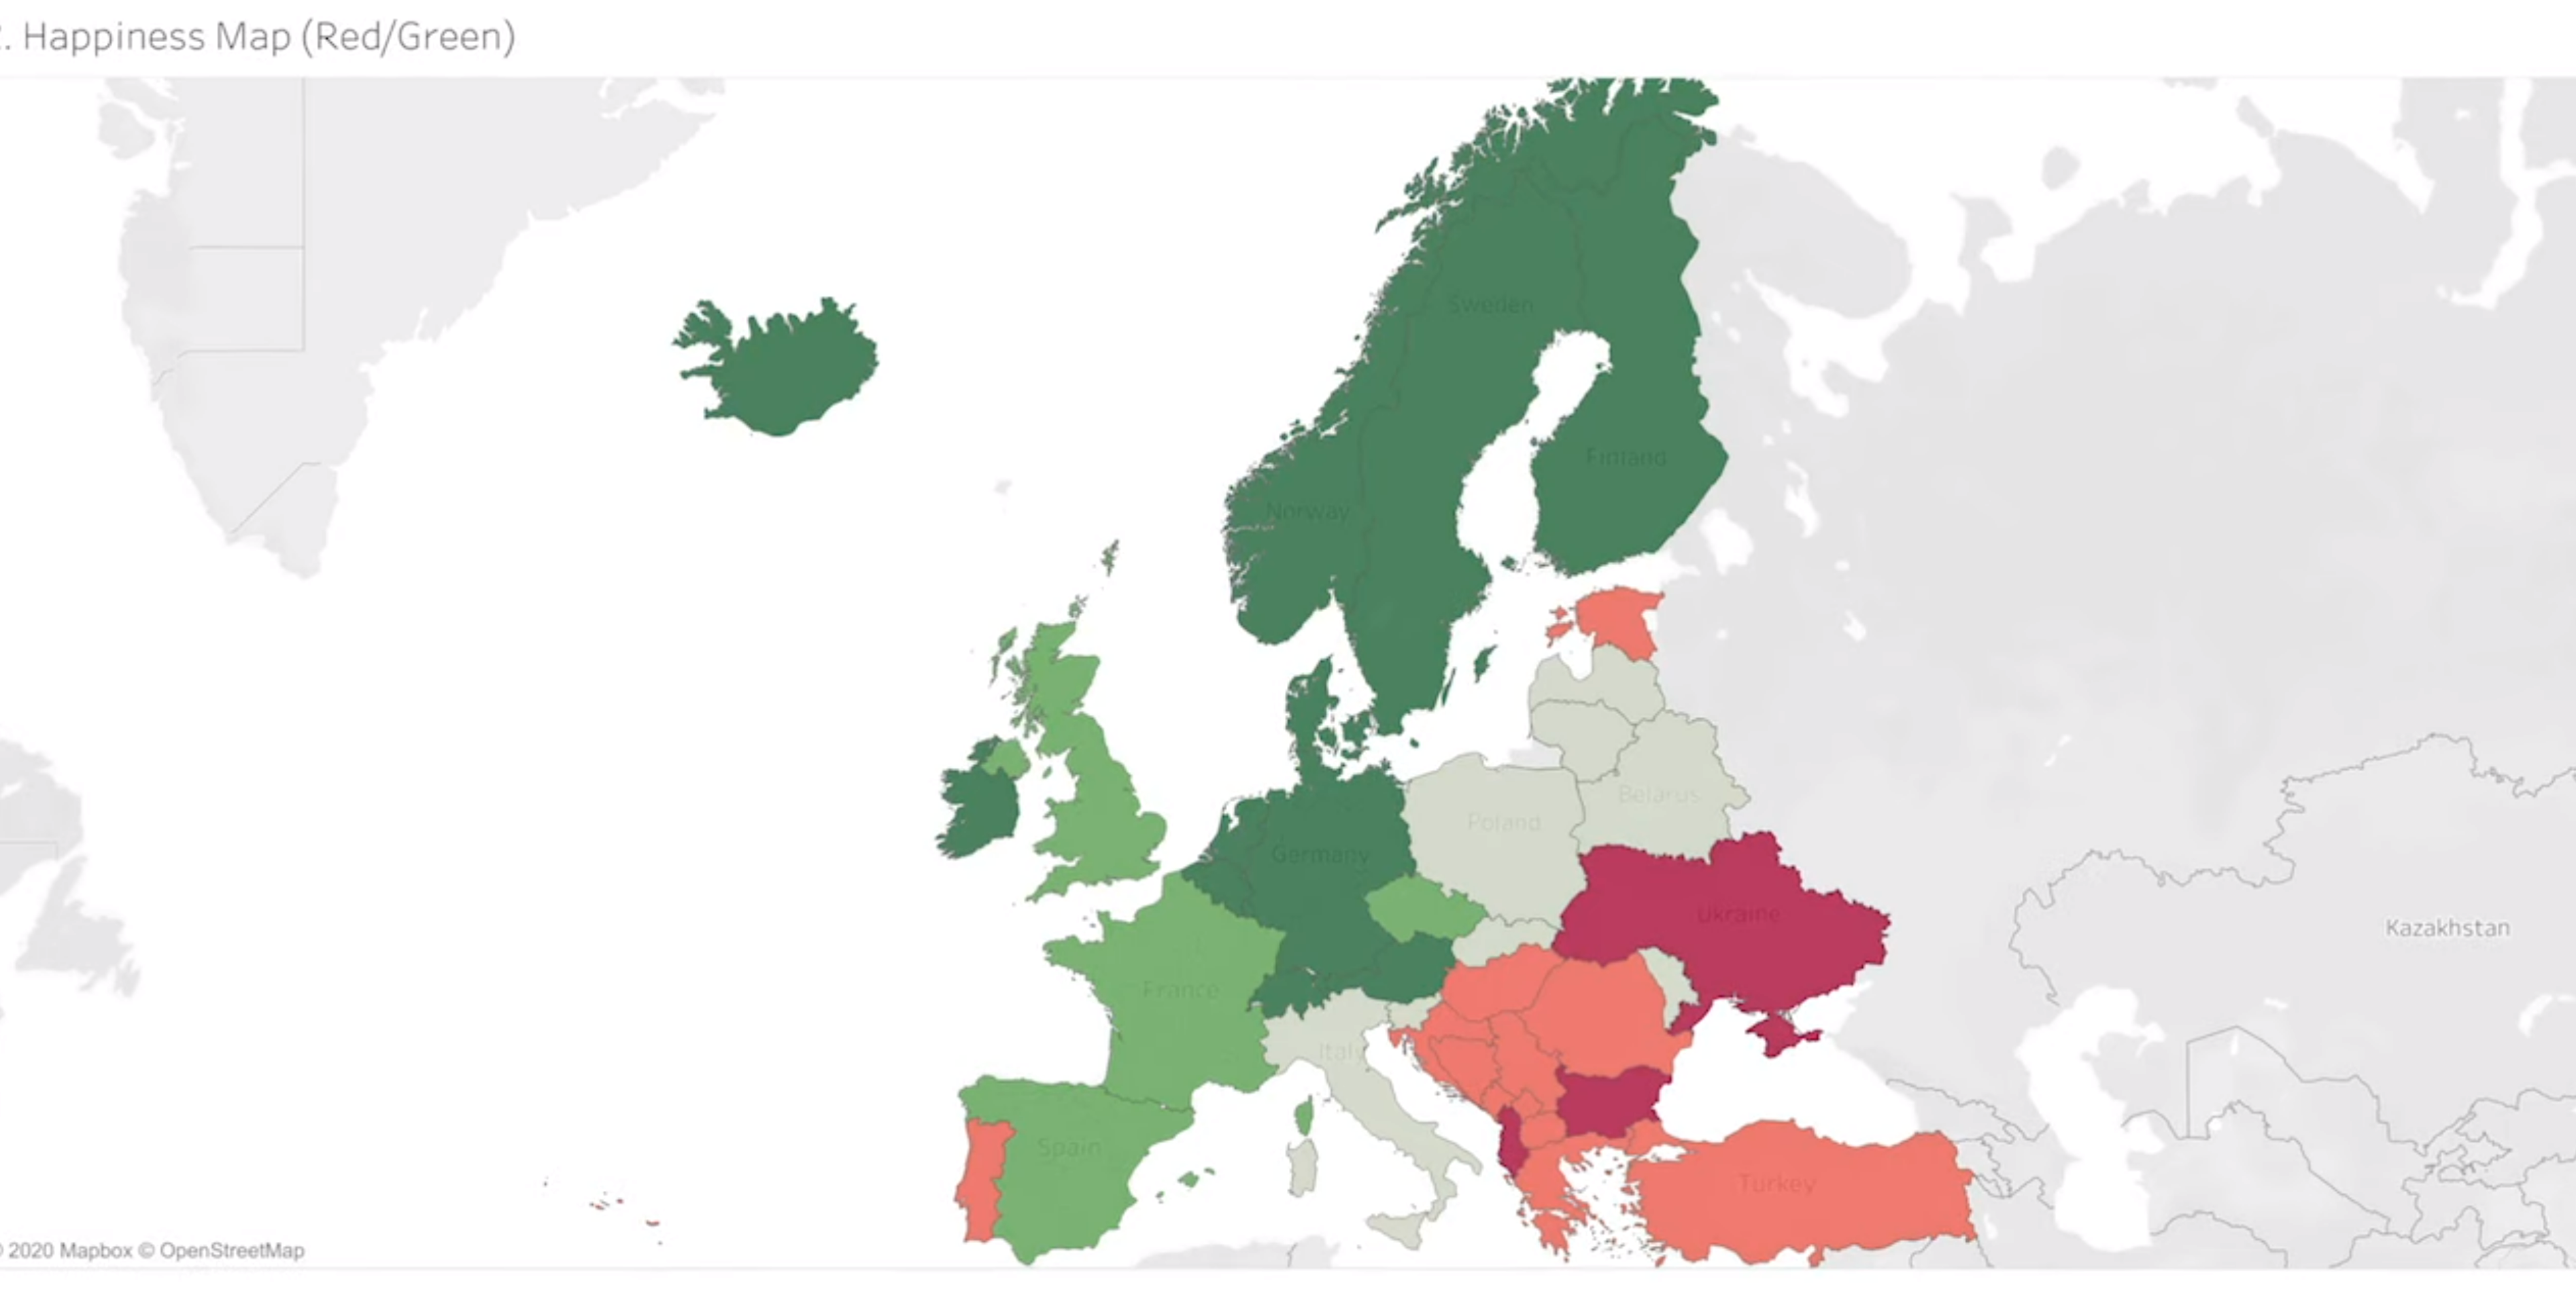 . Happiness Map (Red/Green)
Sweden
Finland
Norway
Poland
Belarus
Germany
Ukraine
Kazakhstan
France
Italy
Spain
Turkey
2020 Mapbox © OpenStreetMap